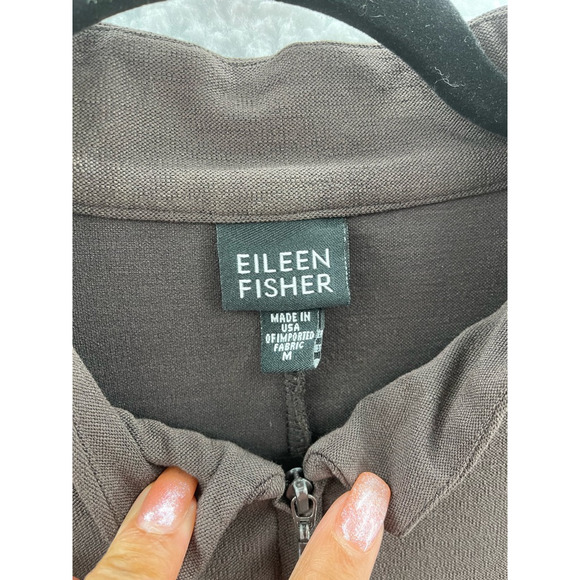 EILEEN
FISHER
MADE IN
USA
OF IMPORTED
FABRIC
M